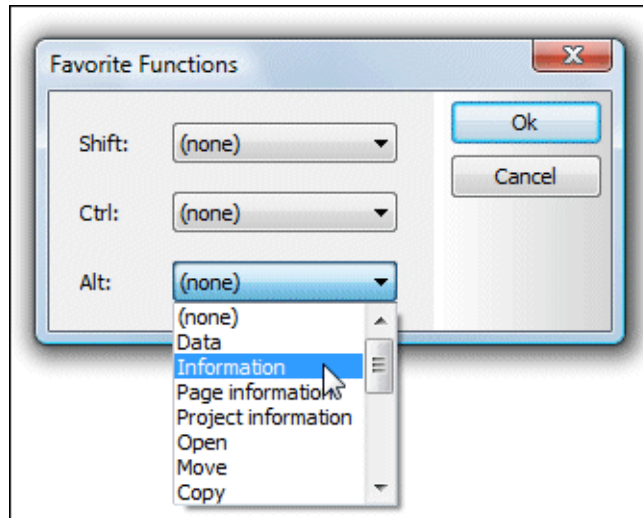 Favorite Functions
Shift: (none)
Ok
Ctrl: (none)
Cancel
Alt: (none)
(none)
Data
Information
Page information
Project information
Open
Move
Copy